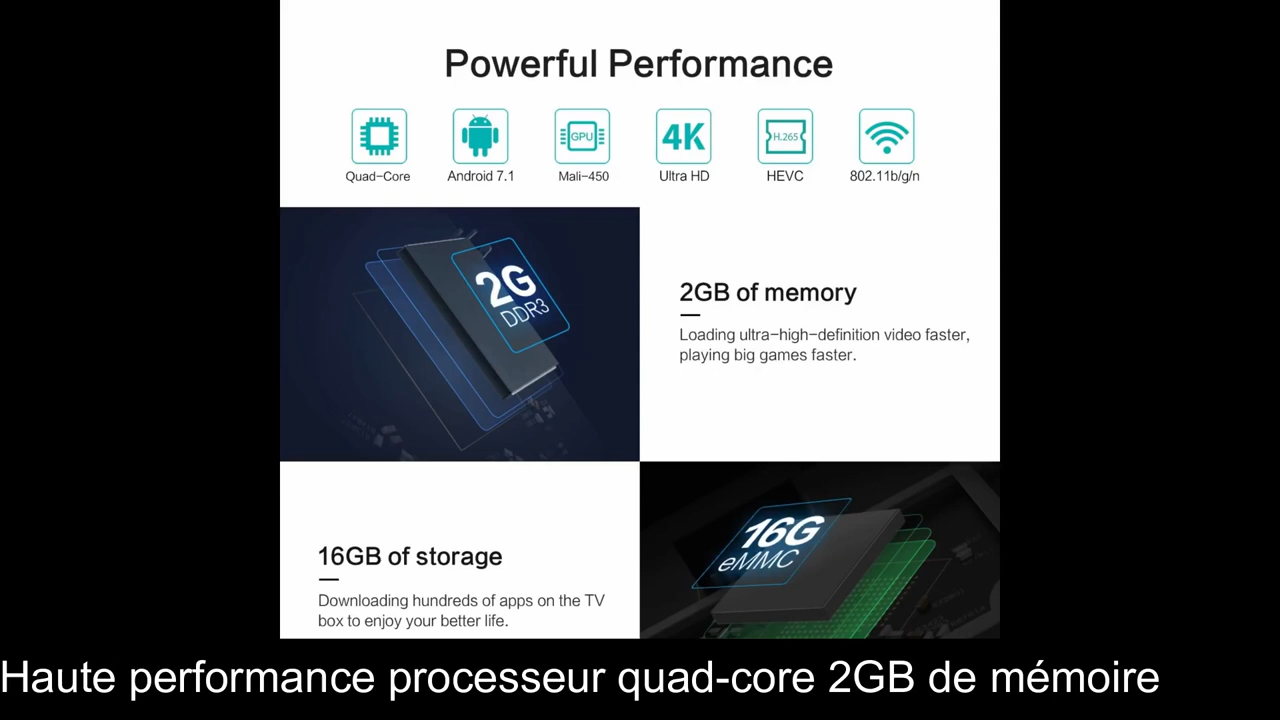 Powerful Performance
GPU
4K
H.265
Quad-Core
Android 7.1
Mali-450
Ultra HD
HEVC
802.11b/g/n
2G
DDR3
2GB of memory
Loading ultra-high-definition video faster,
playing big games faster.
16GB of storage
Downloading hundreds of apps on the TV
box to enjoy your better life.
16G
eMMC
Haute performance processeur quad-core 2GB de mémoire